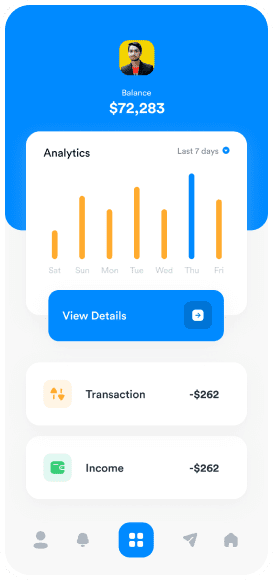 Balance
$72,283
Analytics
Last 7 days
Sat Sun Mon Tue Wed Thu Fri
View Details
Transaction -$262
Income -$262